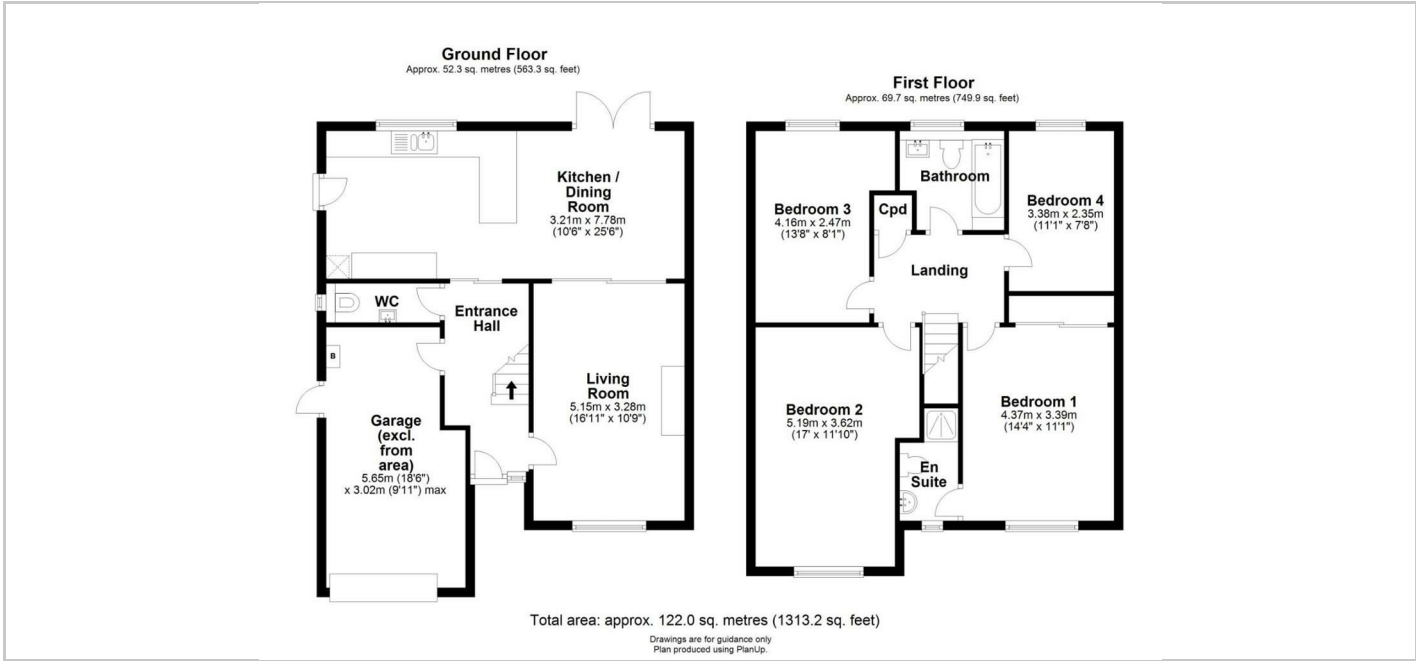 Ground Floor
Approx. 52.3 sq. metres (563.3 sq. feet)
Kitchen /
Dining
Room
3.21m x 7.78m
(10'6" x 25'6")
WC
Entrance
Hall
B
Living
Room
5.15m x 3.28m
(16'11" x 10'9")
Garage
(excl.
from
area)
5.65m (18'6")
x 3.02m (9'11") max
First Floor
Approx. 69.7 sq. metres (749.9 sq. feet)
Bedroom 3
4.16m x 2.47m
(13'8" x 8'1")
Cpd
Bathroom
Bedroom 4
3.38m x 2.35m
(11'1" x 7'8")
Landing
Bedroom 2
5.19m x 3.62m
(17' x 11'10")
Bedroom 1
4.37m x 3.39m
(14'4" x 11'1")
En
Suite
Total area: approx. 122.0 sq. metres (1313.2 sq. feet)
Drawings are for guidance only
Plan produced using PlanUp.